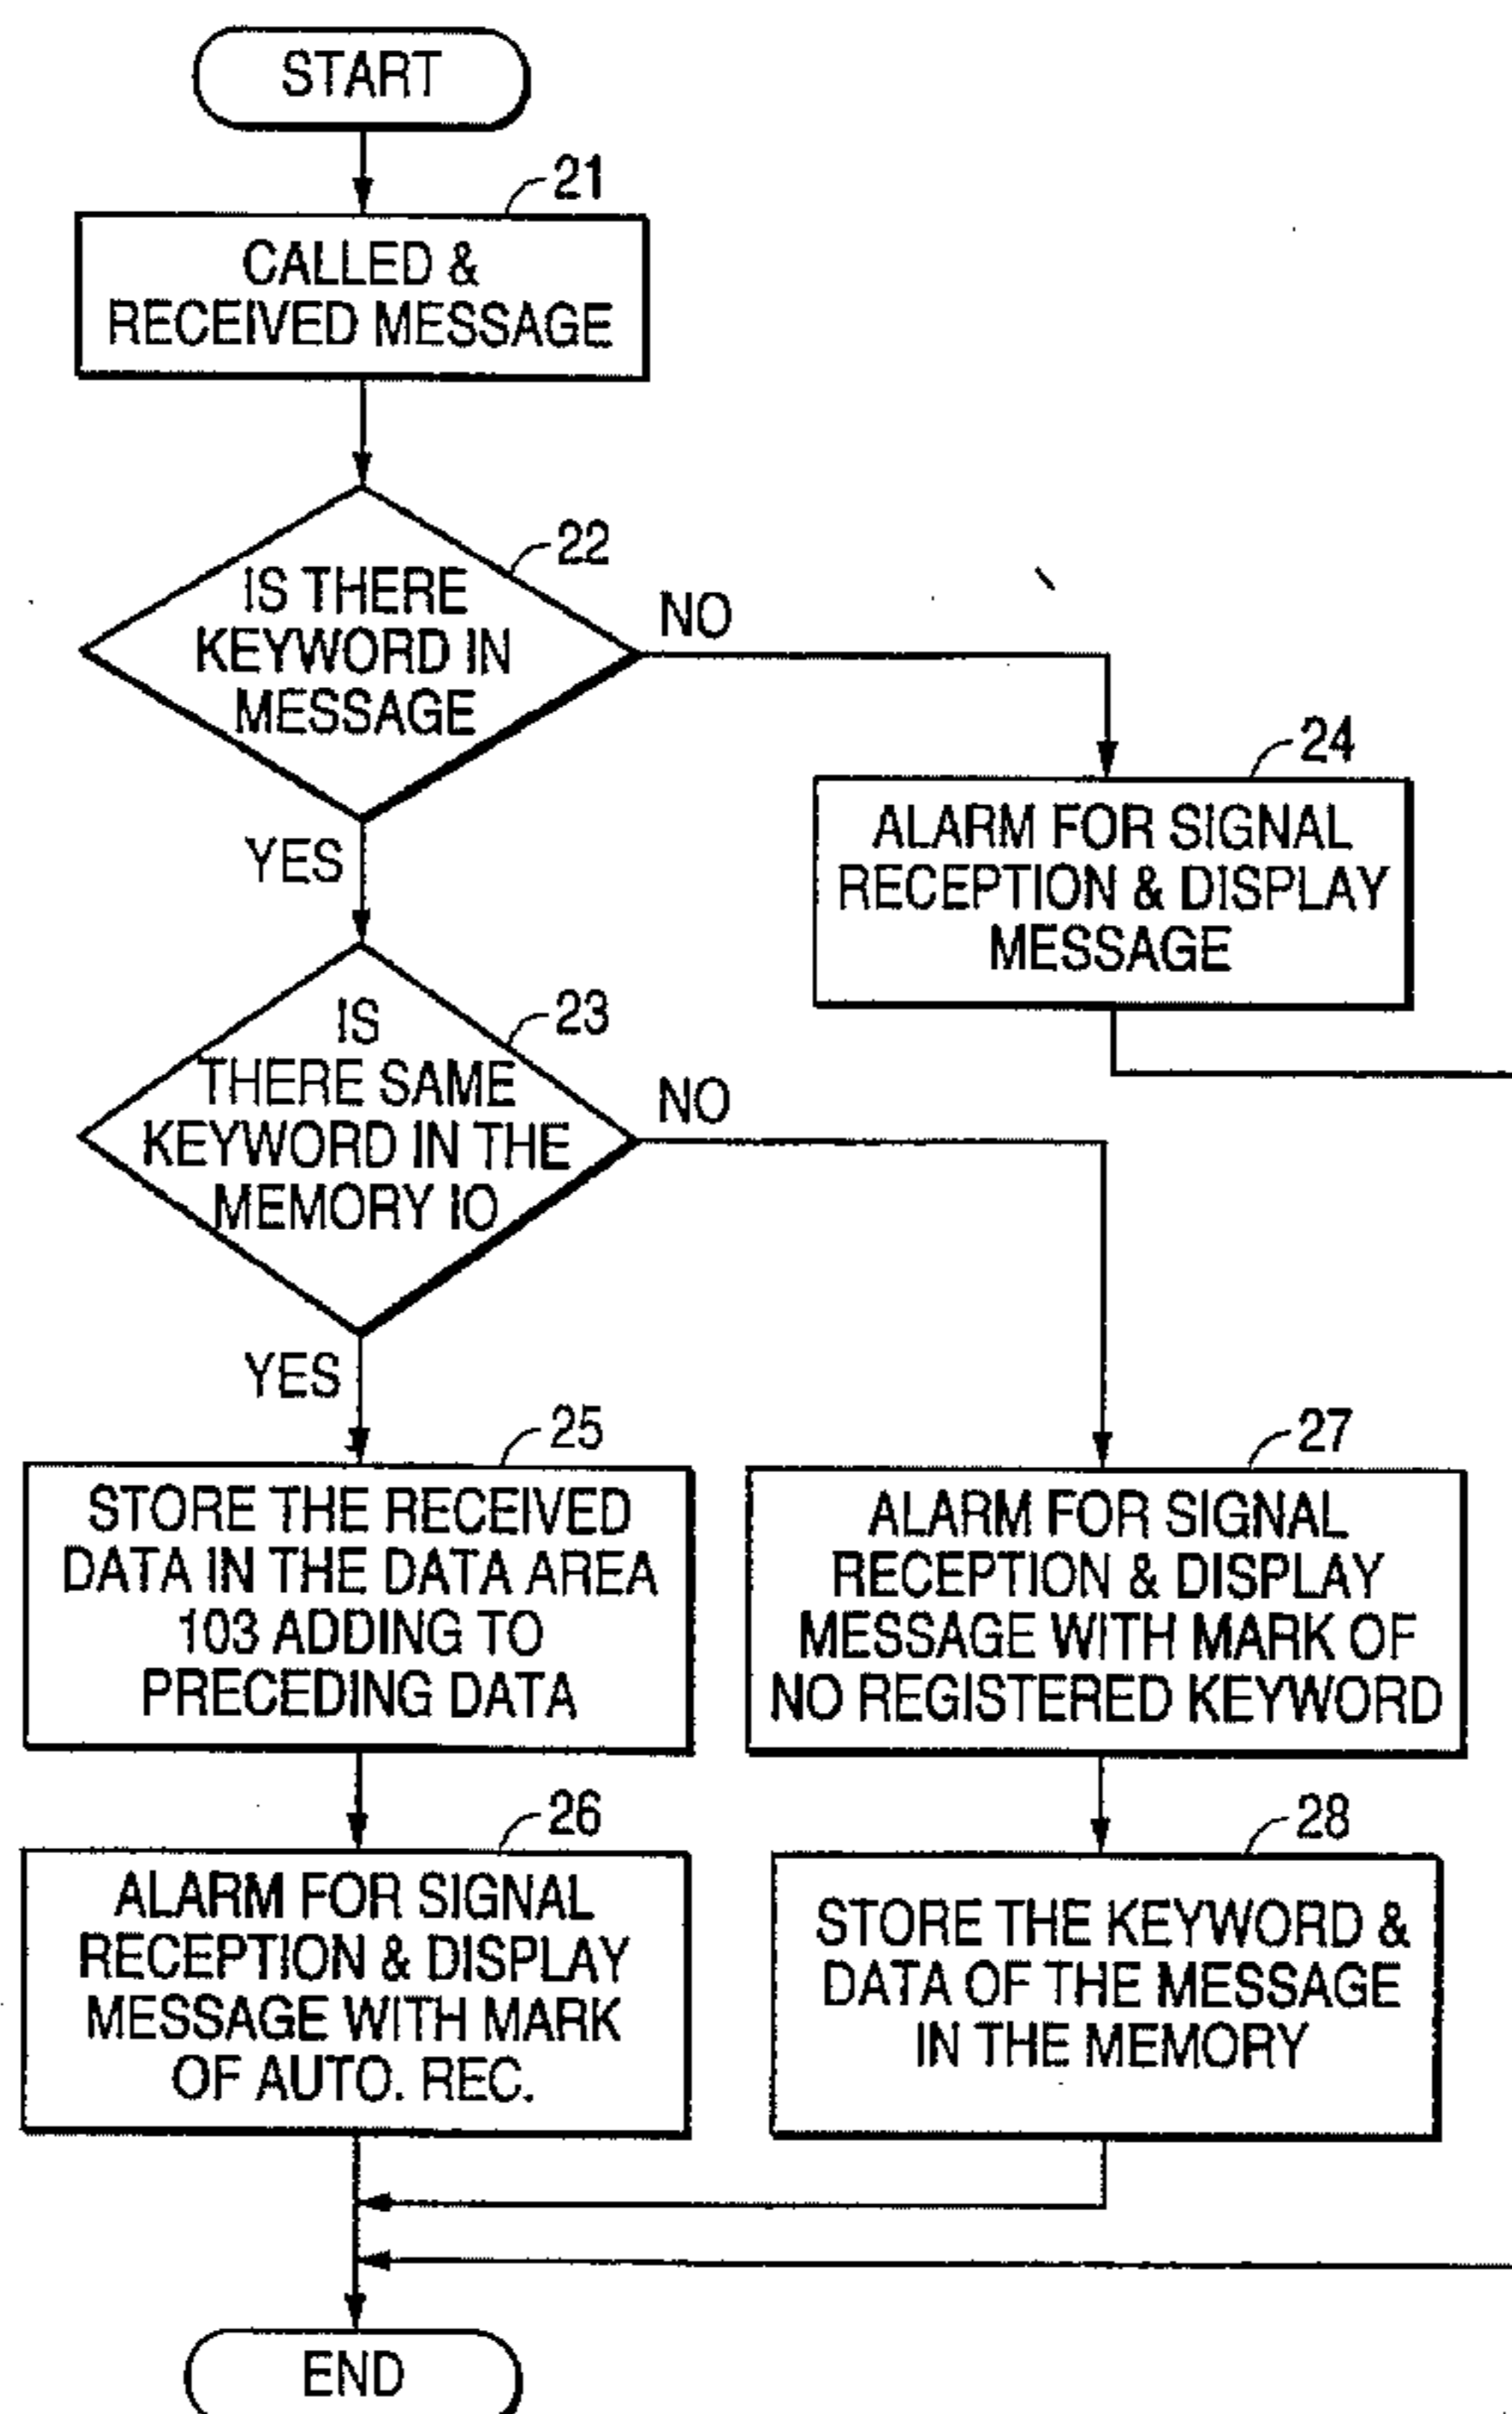 START
21
CALLED &
RECEIVED MESSAGE
22
IS THERE
KEYWORD IN
MESSAGE
NO
YES
24
ALARM FOR SIGNAL
RECEPTION & DISPLAY
MESSAGE
23
IS
THERE SAME
KEYWORD IN THE
MEMORY IO
NO
YES
25
STORE THE RECEIVED
DATA IN THE DATA AREA
103 ADDING TO
PRECEDING DATA
27
ALARM FOR SIGNAL
RECEPTION & DISPLAY
MESSAGE WITH MARK OF
NO REGISTERED KEYWORD
26
ALARM FOR SIGNAL
RECEPTION & DISPLAY
MESSAGE WITH MARK
OF AUTO. REC.
28
STORE THE KEYWORD &
DATA OF THE MESSAGE
IN THE MEMORY
END